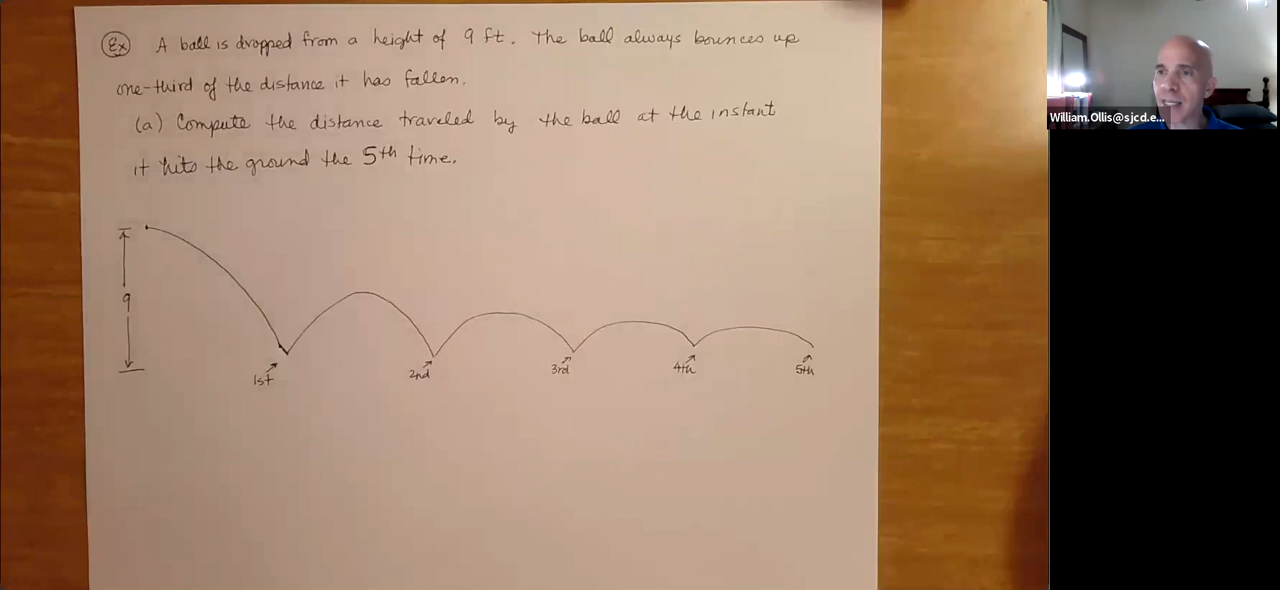 Ex A ball is dropped from a height of 9 ft. The ball always bounces up
one-third of the distance it has fallen.
(a) Compute the distance traveled by the ball at the instant
it hits the ground the 5th time.
9
1st
2nd
3rd
4th
5th
William.Ollis@sjcd.e...